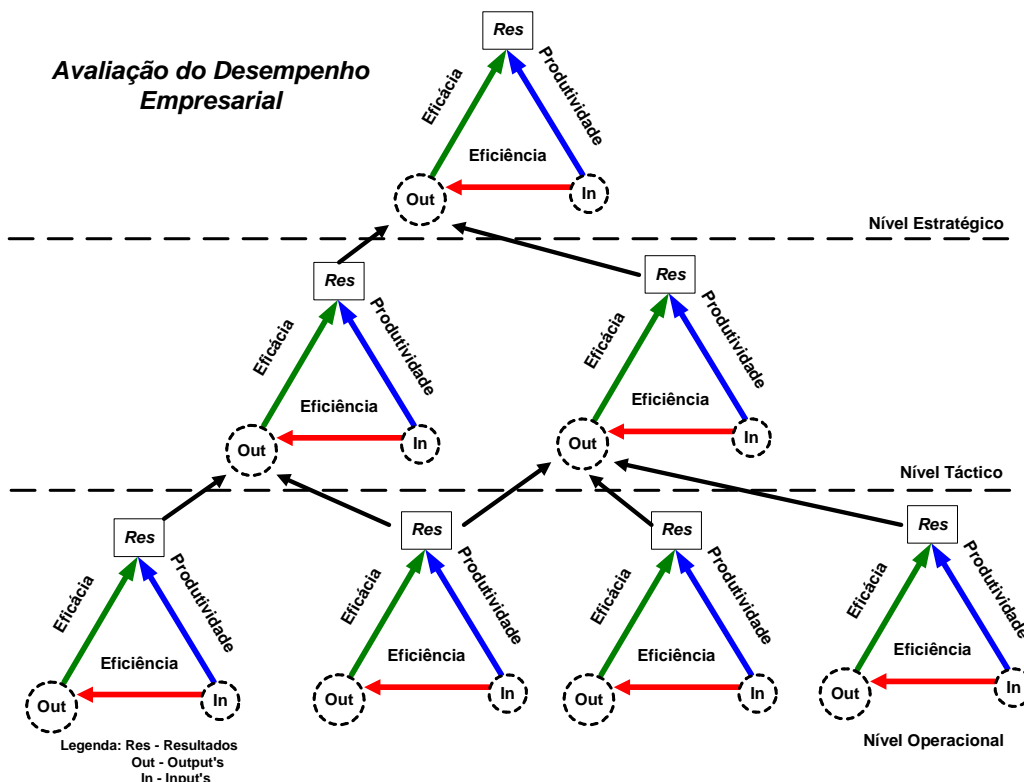 Avaliação do Desempenho
Empresarial
Res
Eficácia
Produtividade
Eficiência
Out
In
Nível Estratégico
Res
Eficácia
Produtividade
Eficiência
Out
In
Res
Eficácia
Produtividade
Eficiência
Out
In
Nível Táctico
Res
Eficácia
Produtividade
Eficiência
Out
In
Res
Eficácia
Produtividade
Eficiência
Out
In
Res
Eficácia
Produtividade
Eficiência
Out
In
Res
Eficácia
Produtividade
Eficiência
Out
In
Nível Operacional
Legenda: Res - Resultados
Out - Output's
In - Input's